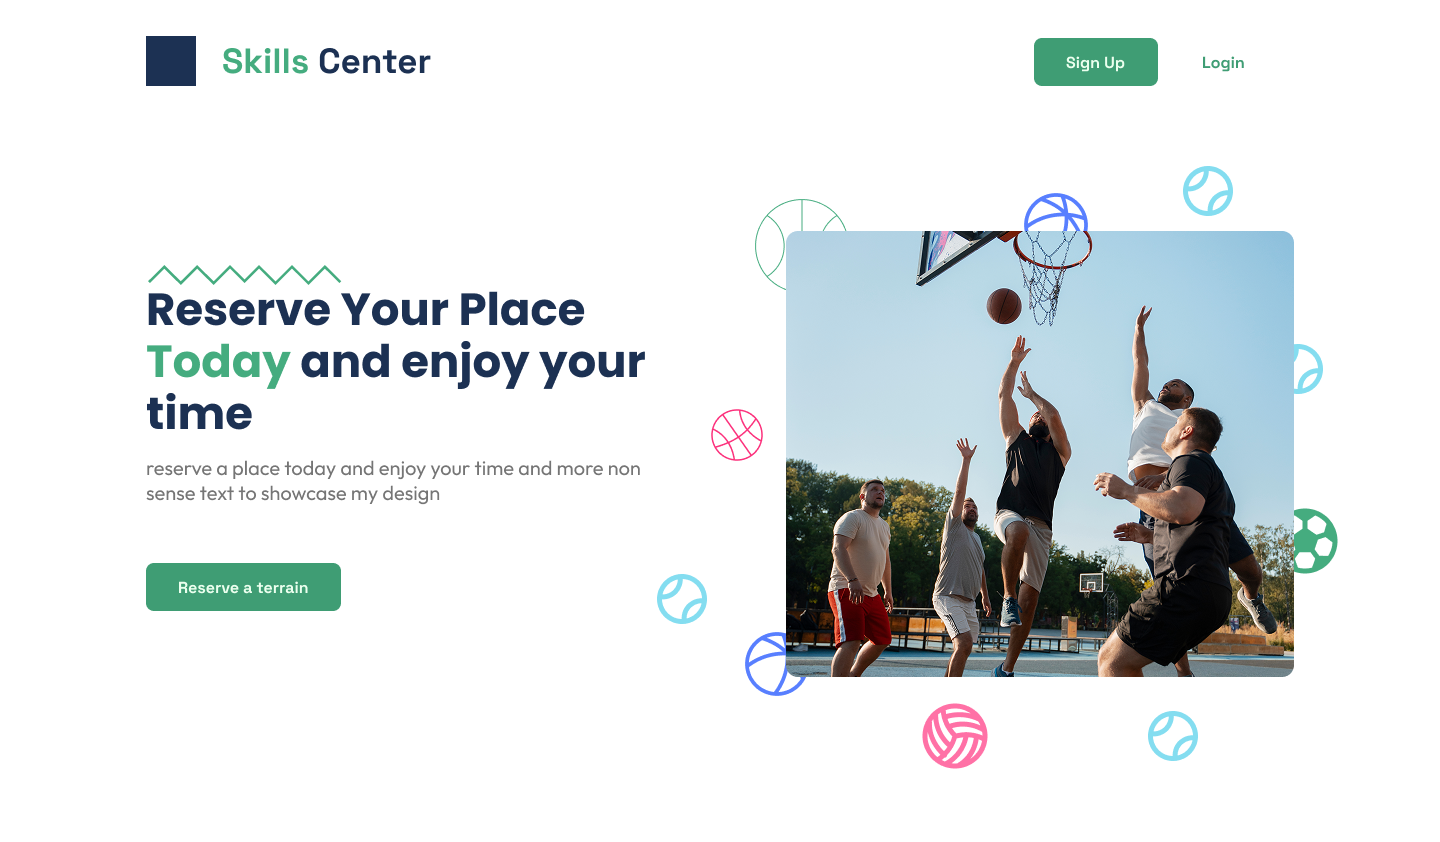 Skills Center
Sign Up
Login
Reserve Your Place
Today and enjoy your
time
reserve a place today and enjoy your time and more non
sense text to showcase my design
Reserve a terrain